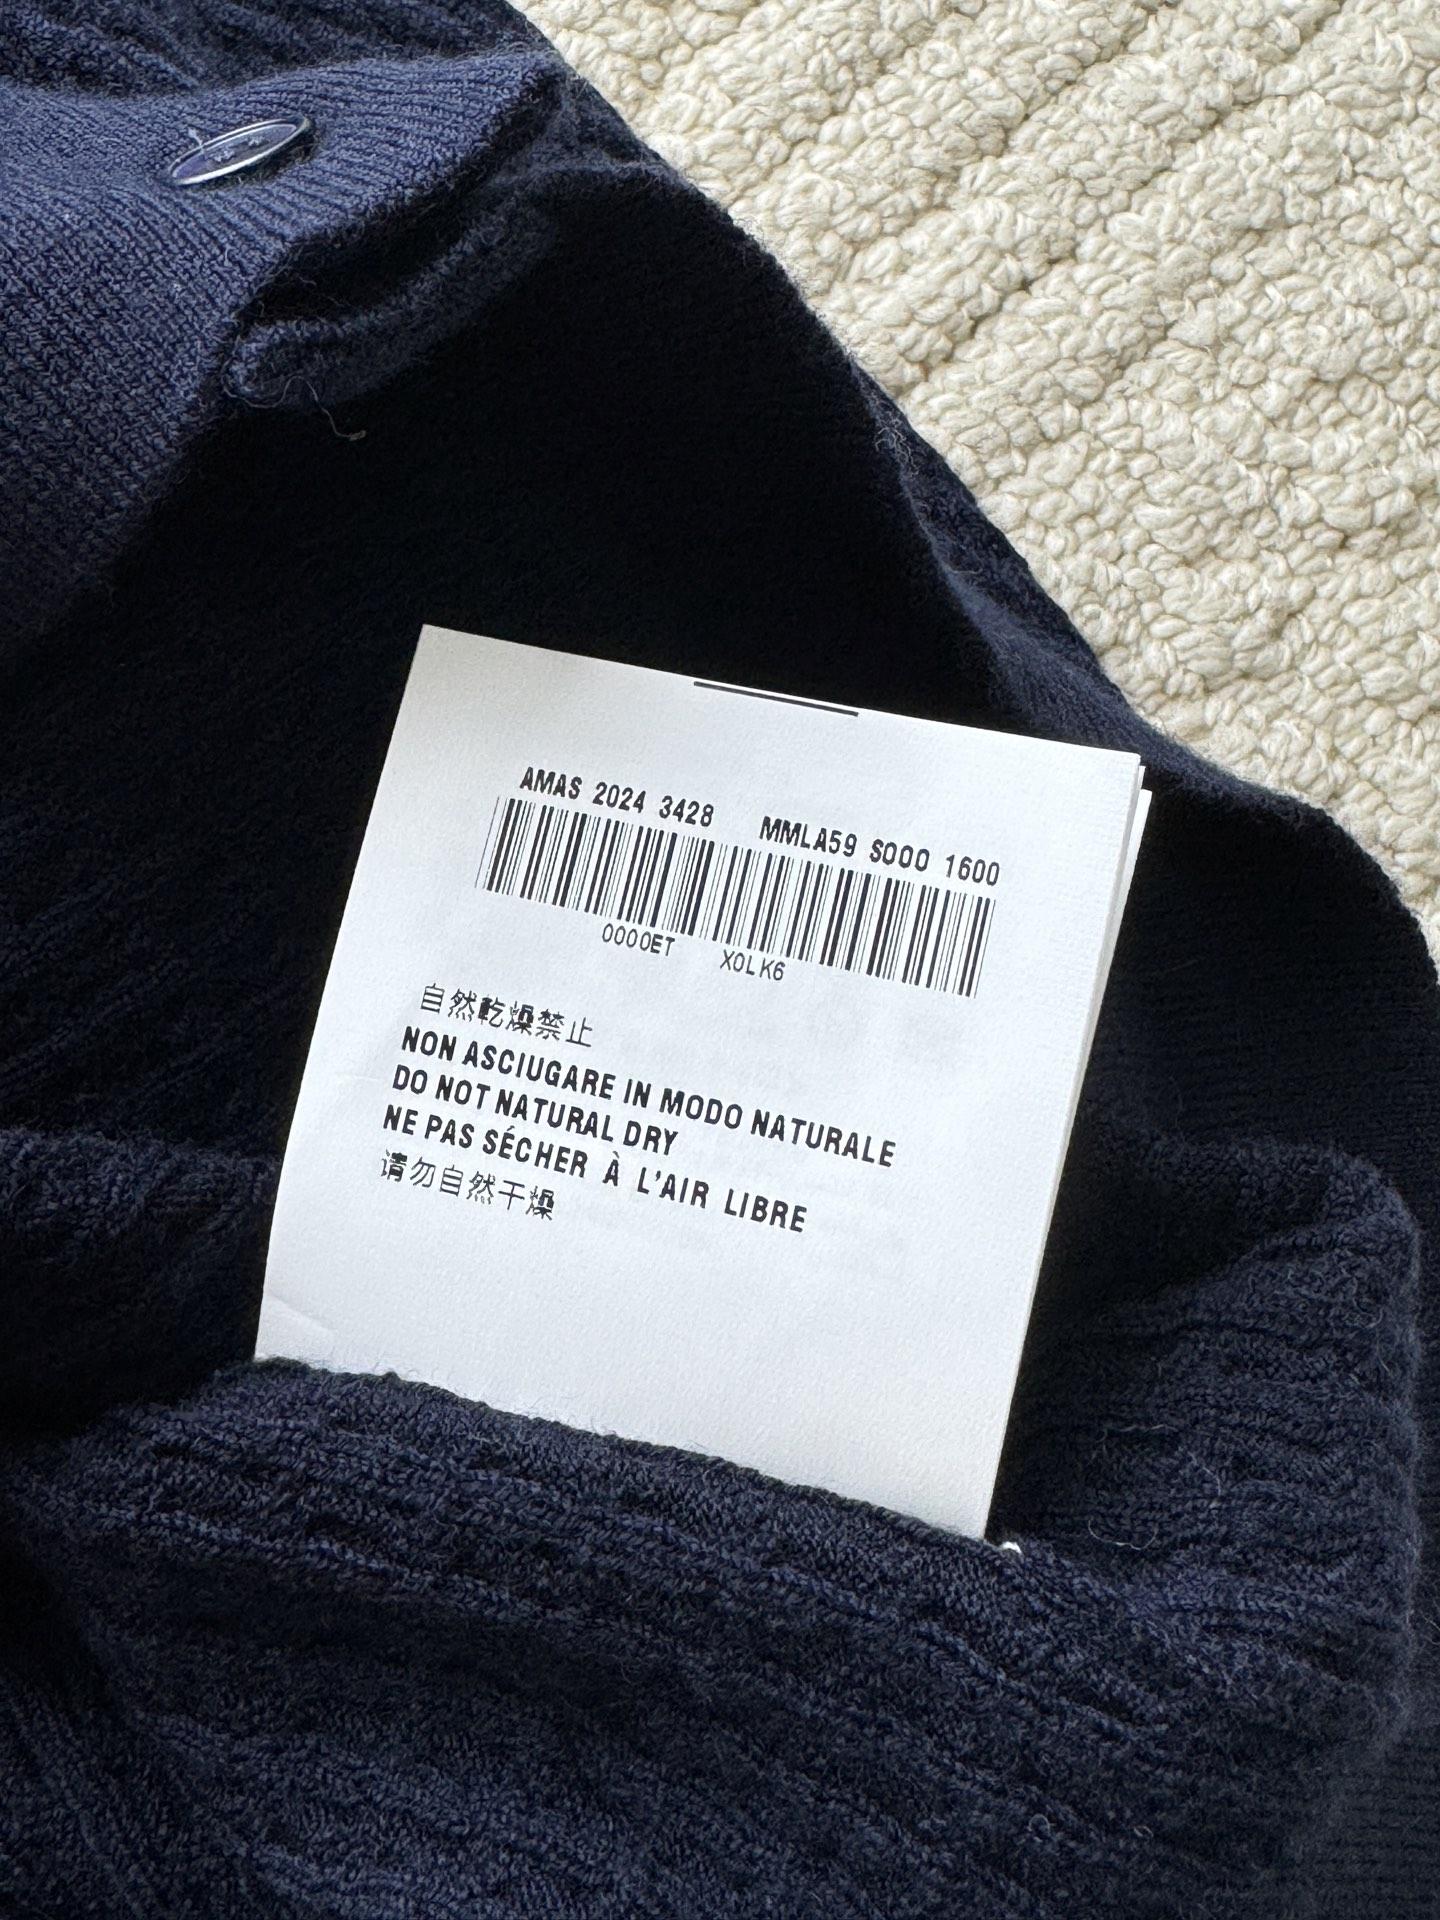 AMAS 2024 3428 MMLA59 S000 1600
0000ET X0LK6
自然乾燥禁止
NON ASCIUGARE IN MODO NATURALE
DO NOT NATURAL DRY
NE PAS SÉCHER À L'AIR LIBRE
请勿自然干燥